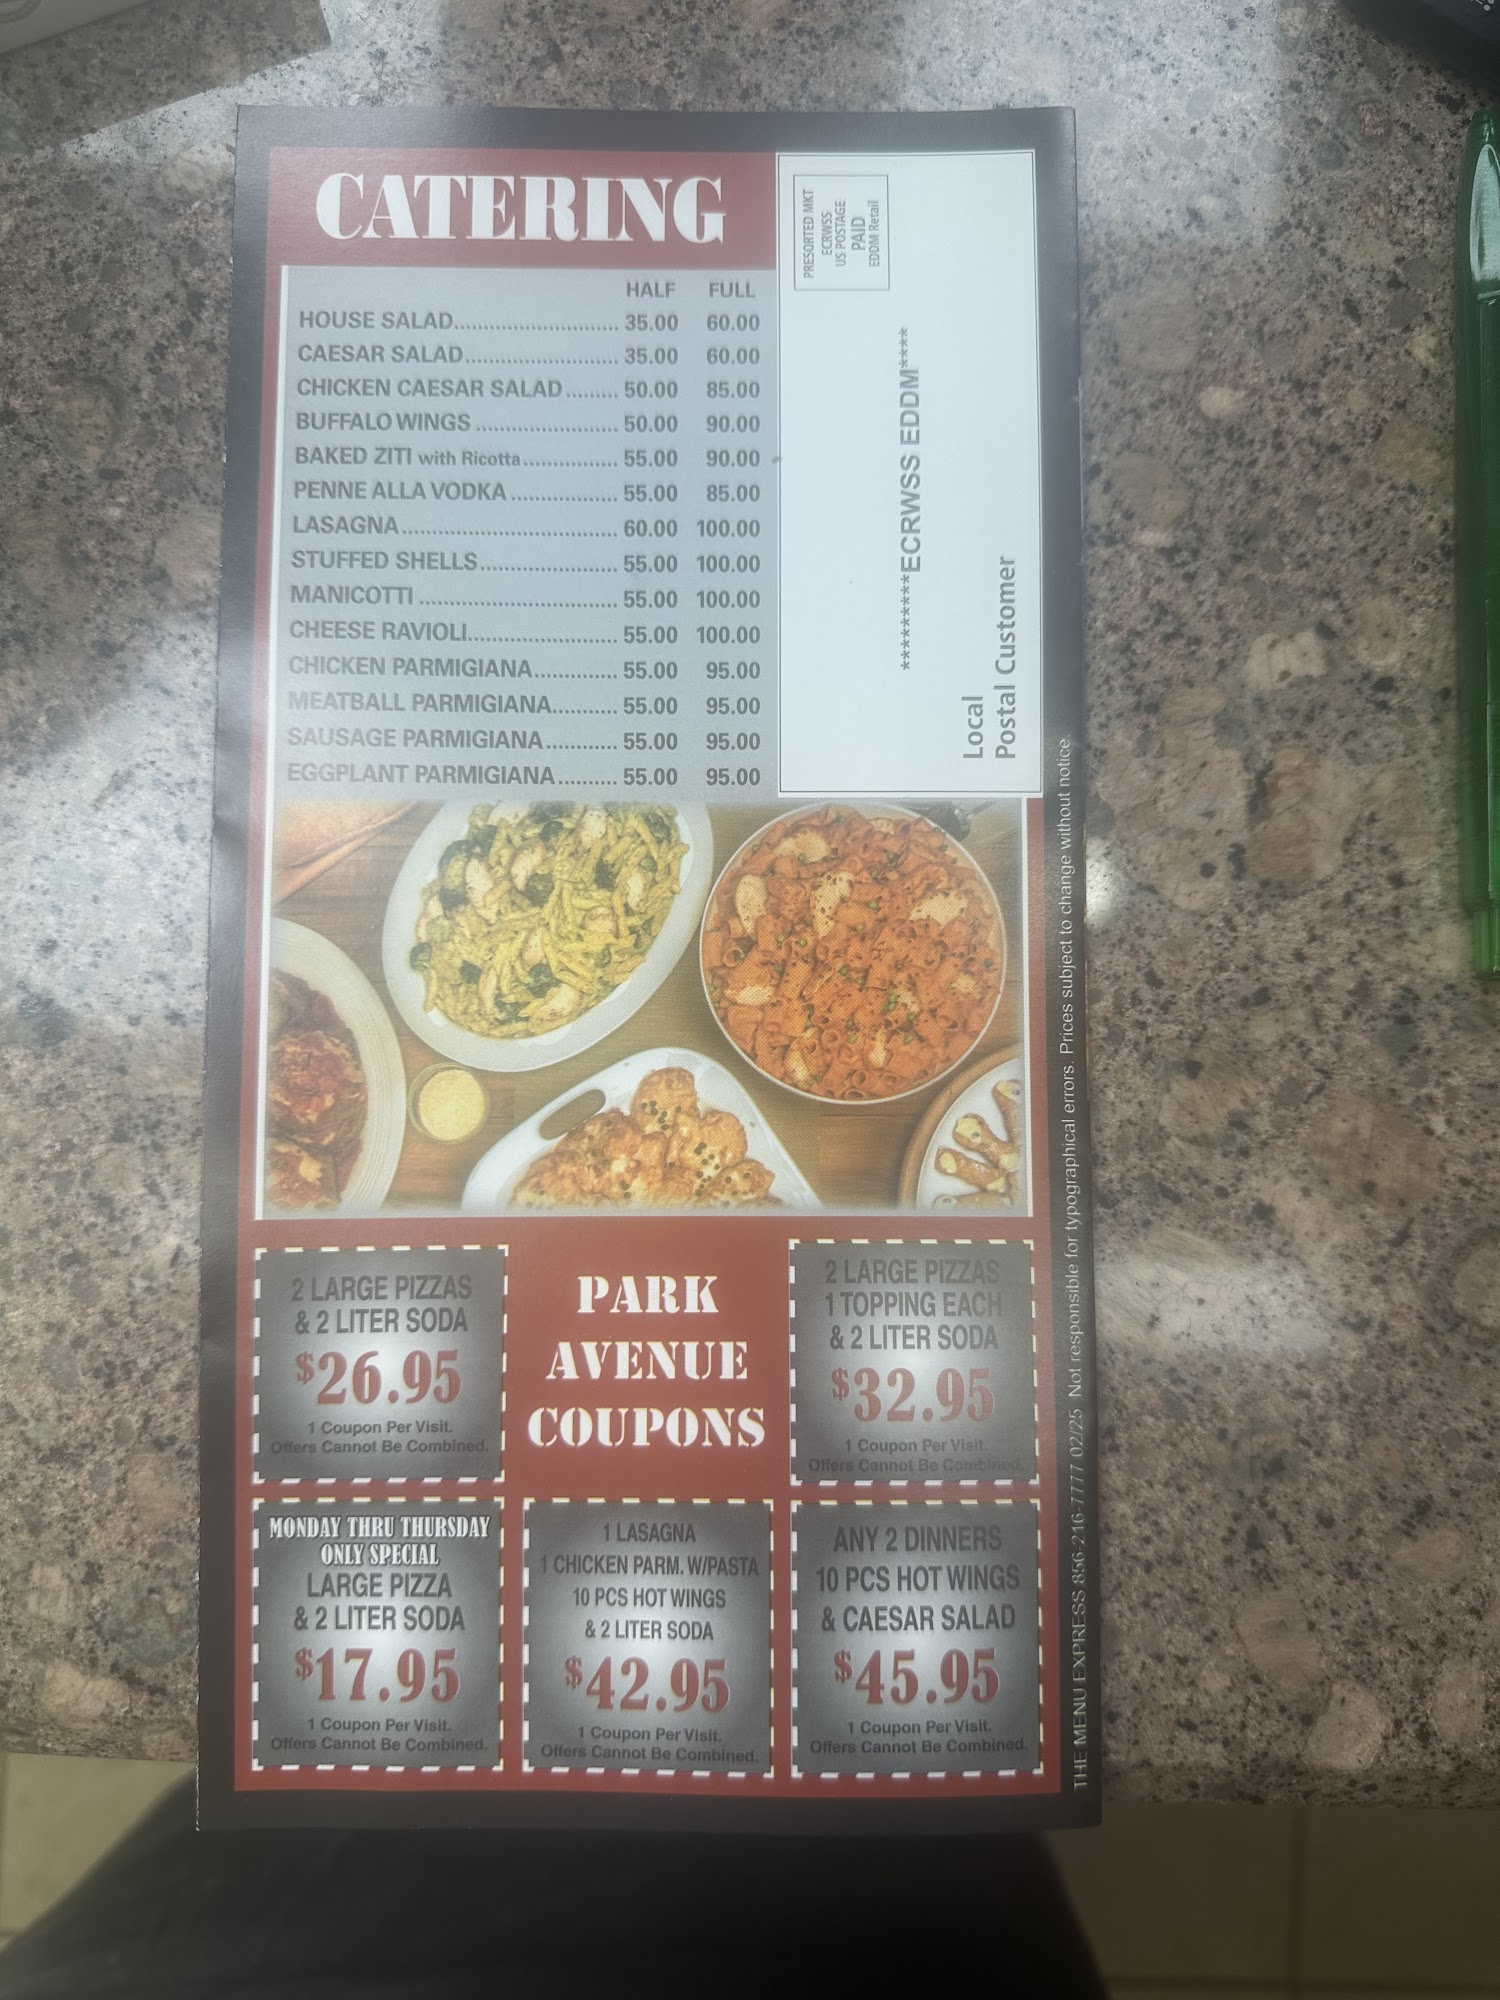 CATERING
HALF FULL
HOUSE SALAD............................ 35.00 60.00
CAESAR SALAD.......................... 35.00 60.00
CHICKEN CAESAR SALAD......... 50.00 85.00
BUFFALO WINGS ........................ 50.00 90.00
BAKED ZITI with Ricotta................ 55.00 90.00
PENNE ALLA VODKA .................. 55.00 85.00
LASAGNA..................................... 60.00 100.00
STUFFED SHELLS....................... 55.00 100.00
MANICOTTI .................................. 55.00 100.00
CHEESE RAVIOLI......................... 55.00 100.00
CHICKEN PARMIGIANA.............. 55.00 95.00
MEATBALL PARMIGIANA........... 55.00 95.00
SAUSAGE PARMIGIANA............ 55.00 95.00
EGGPLANT PARMIGIANA.......... 55.00 95.00
PRESORTED MKT
ECRWSS
US POSTAGE
PAID
EDDM Retail
*********ECRWSS EDDM****
Local
Postal Customer
2 LARGE PIZZAS
& 2 LITER SODA
$26.95
1 Coupon Per Visit.
Offers Cannot Be Combined.
PARK
AVENUE
COUPONS
2 LARGE PIZZAS
1 TOPPING EACH
& 2 LITER SODA
$32.95
1 Coupon Per Visit.
Offers Cannot Be Combined.
MONDAY THRU THURSDAY
ONLY SPECIAL
LARGE PIZZA
& 2 LITER SODA
$17.95
1 Coupon Per Visit.
Offers Cannot Be Combined.
1 LASAGNA
1 CHICKEN PARM. W/PASTA
10 PCS HOT WINGS
& 2 LITER SODA
$42.95
1 Coupon Per Visit.
Offers Cannot Be Combined.
ANY 2 DINNERS
10 PCS HOT WINGS
& CAESAR SALAD
$45.95
1 Coupon Per Visit.
Offers Cannot Be Combined.
THE MENU EXPRESS 856-216-7777 02/25 Not responsible for typographical errors. Prices subject to change without notice.